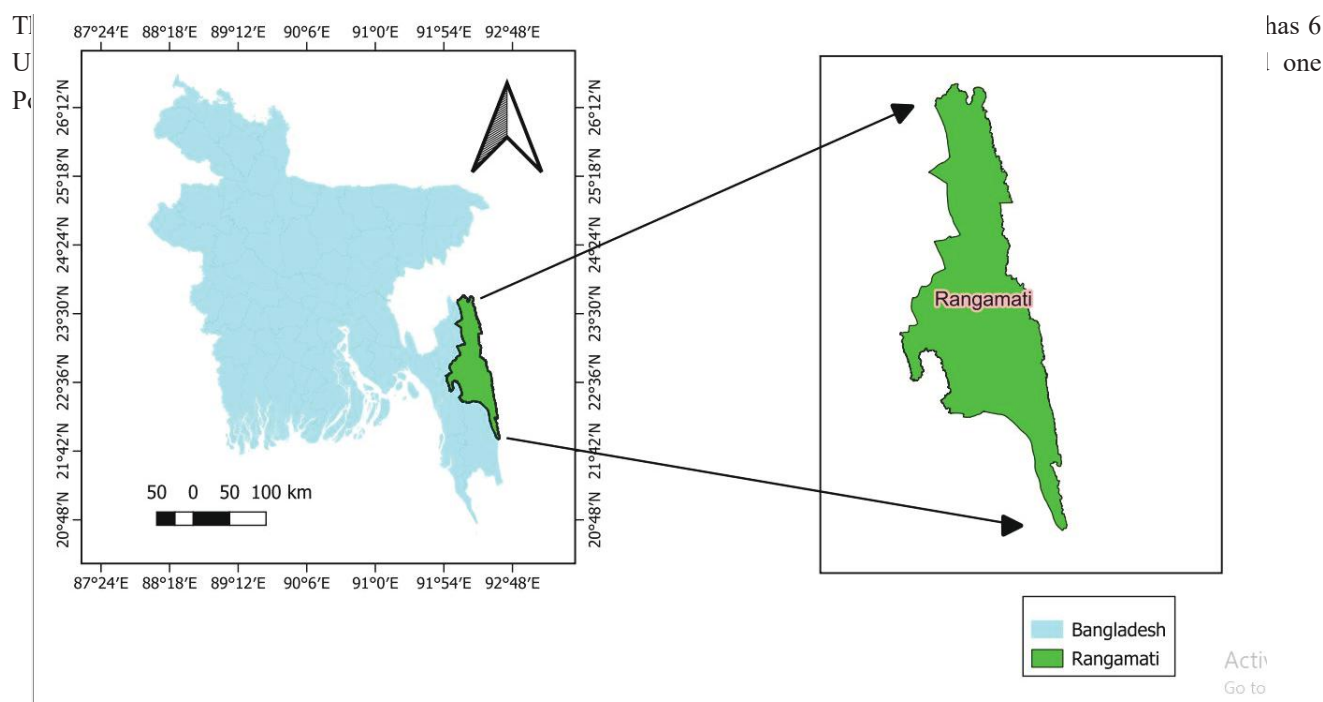 has 6
one
87°24′E 88°18′E 89°12′E 90°6′E 91°0′E 91°54′E 92°48′E
26°12′N
25°18′N
24°24′N
23°30′N
22°36′N
21°42′N
20°48′N
26°12′N
25°18′N
24°24′N
23°30′N
22°36′N
21°42′N
20°48′N
50 0 50 100 km
87°24′E 88°18′E 89°12′E 90°6′E 91°0′E 91°54′E 92°48′E
Rangamati
Bangladesh
Rangamati
Go to